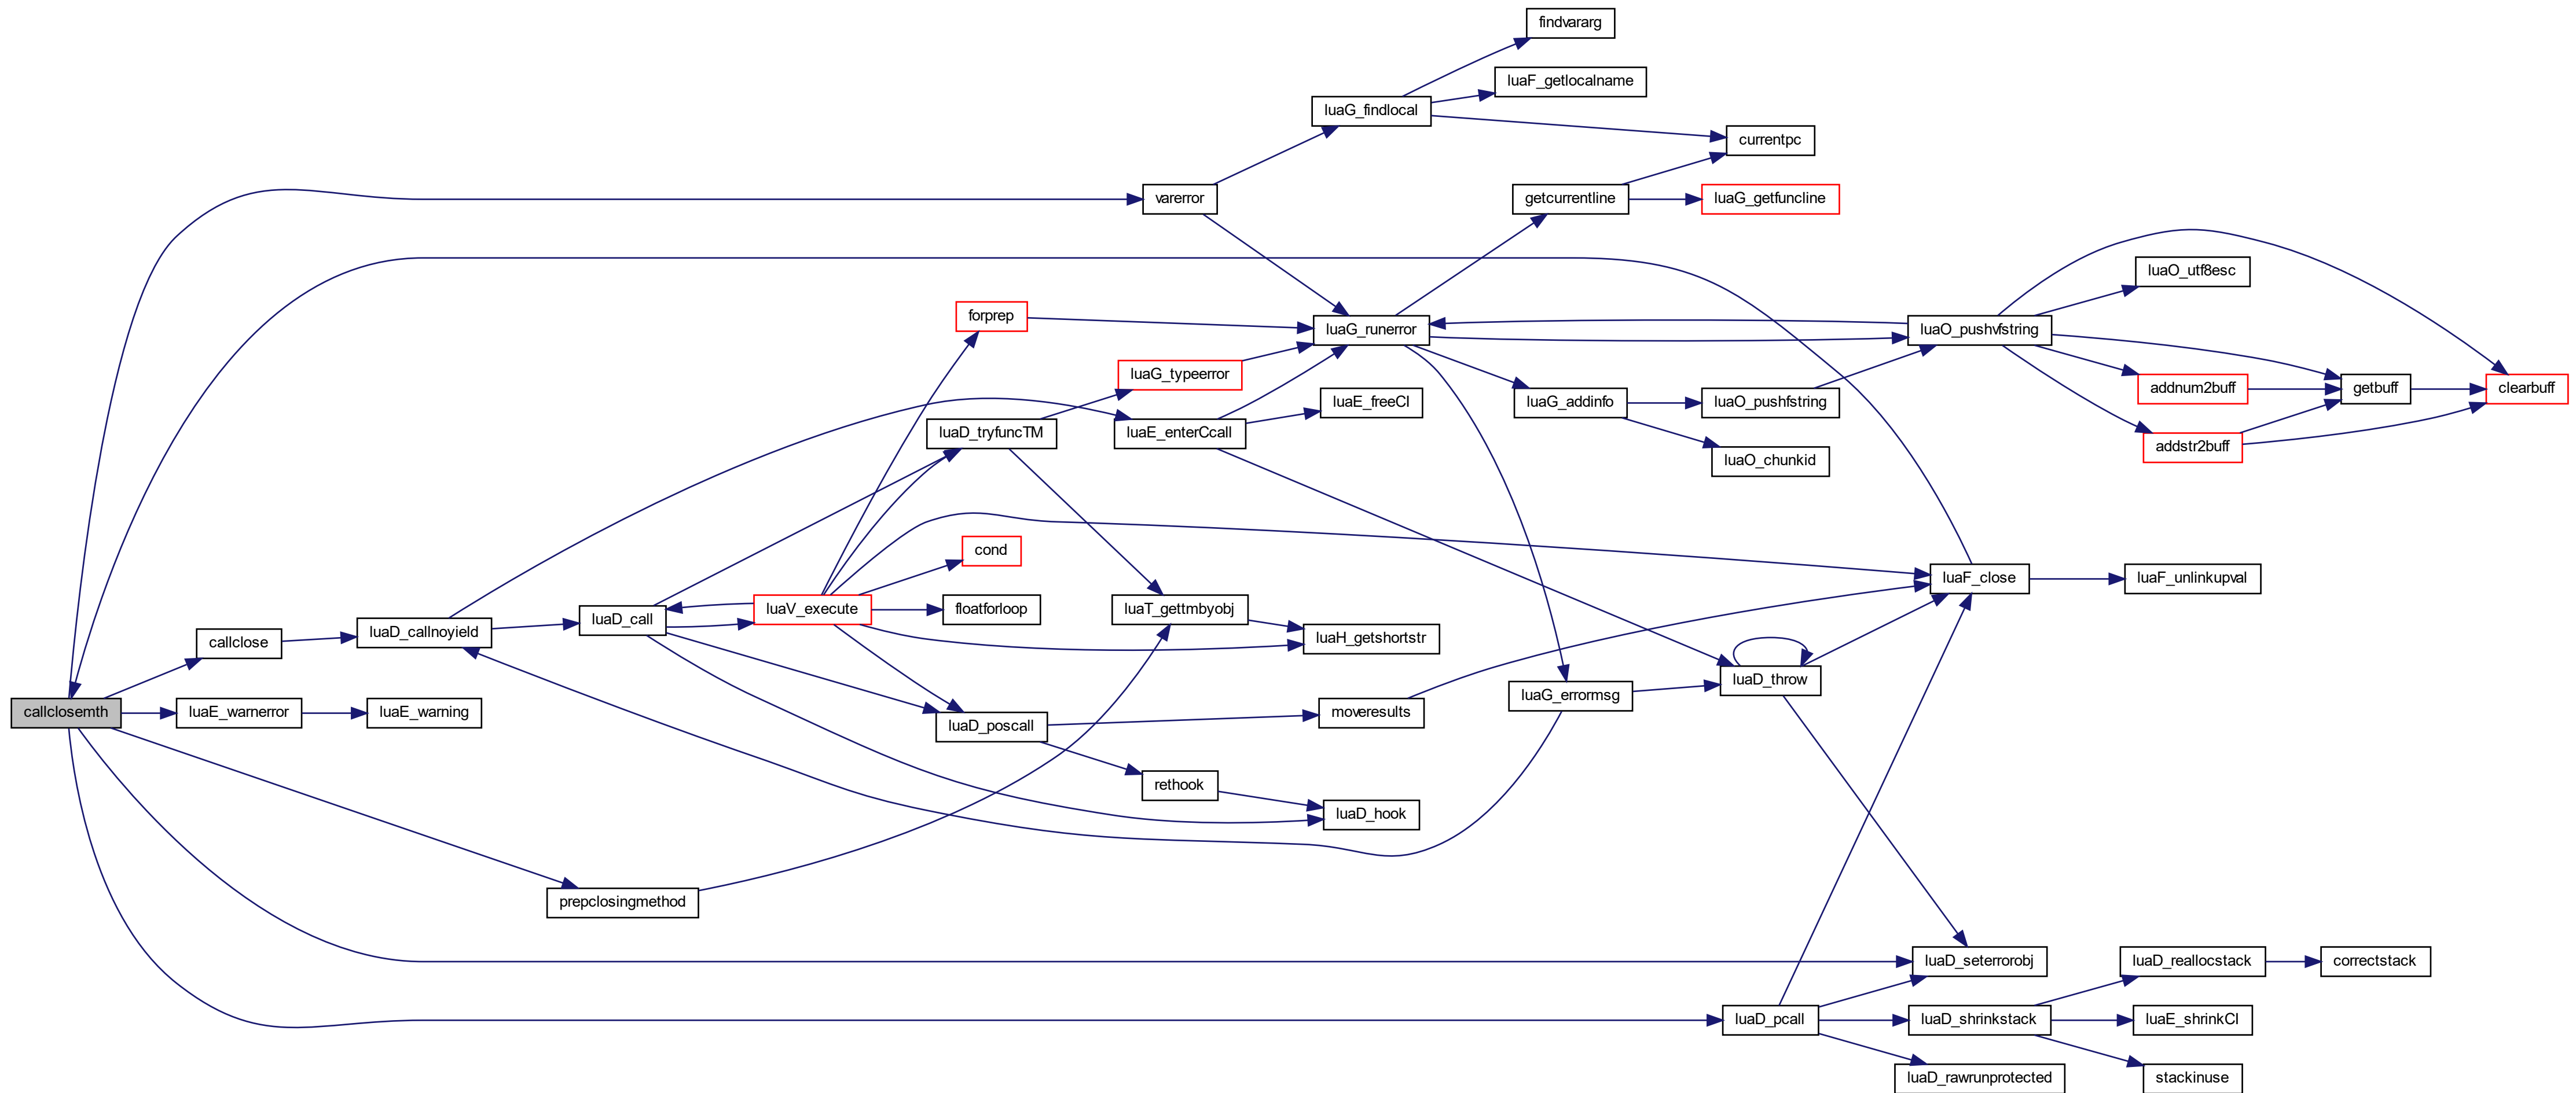 findvararg
luaF_getlocalname
luaG_findlocal
currentpc
varerror
getcurrentline
luaG_getfuncline
luaO_utf8esc
forprep
luaG_runerror
luaO_pushvfstring
luaG_typeerror
addnum2buff
getbuff
clearbuff
luaE_freeCI
luaG_addinfo
luaO_pushfstring
luaD_tryfuncTM
luaE_enterCcall
addstr2buff
luaO_chunkid
cond
luaF_close
luaF_unlinkupval
luaV_execute
floatforloop
luaT_gettmbyobj
luaD_call
luaD_callnoyield
callclose
luaH_getshortstr
luaD_throw
luaG_errormsg
callclosemth
luaE_warnerror
luaE_warning
moveresults
luaD_poscall
rethook
luaD_hook
prepclosingmethod
luaD_seterrorobj
luaD_reallocstack
correctstack
luaD_pcall
luaD_shrinkstack
luaE_shrinkCI
luaD_rawrunprotected
stackinuse